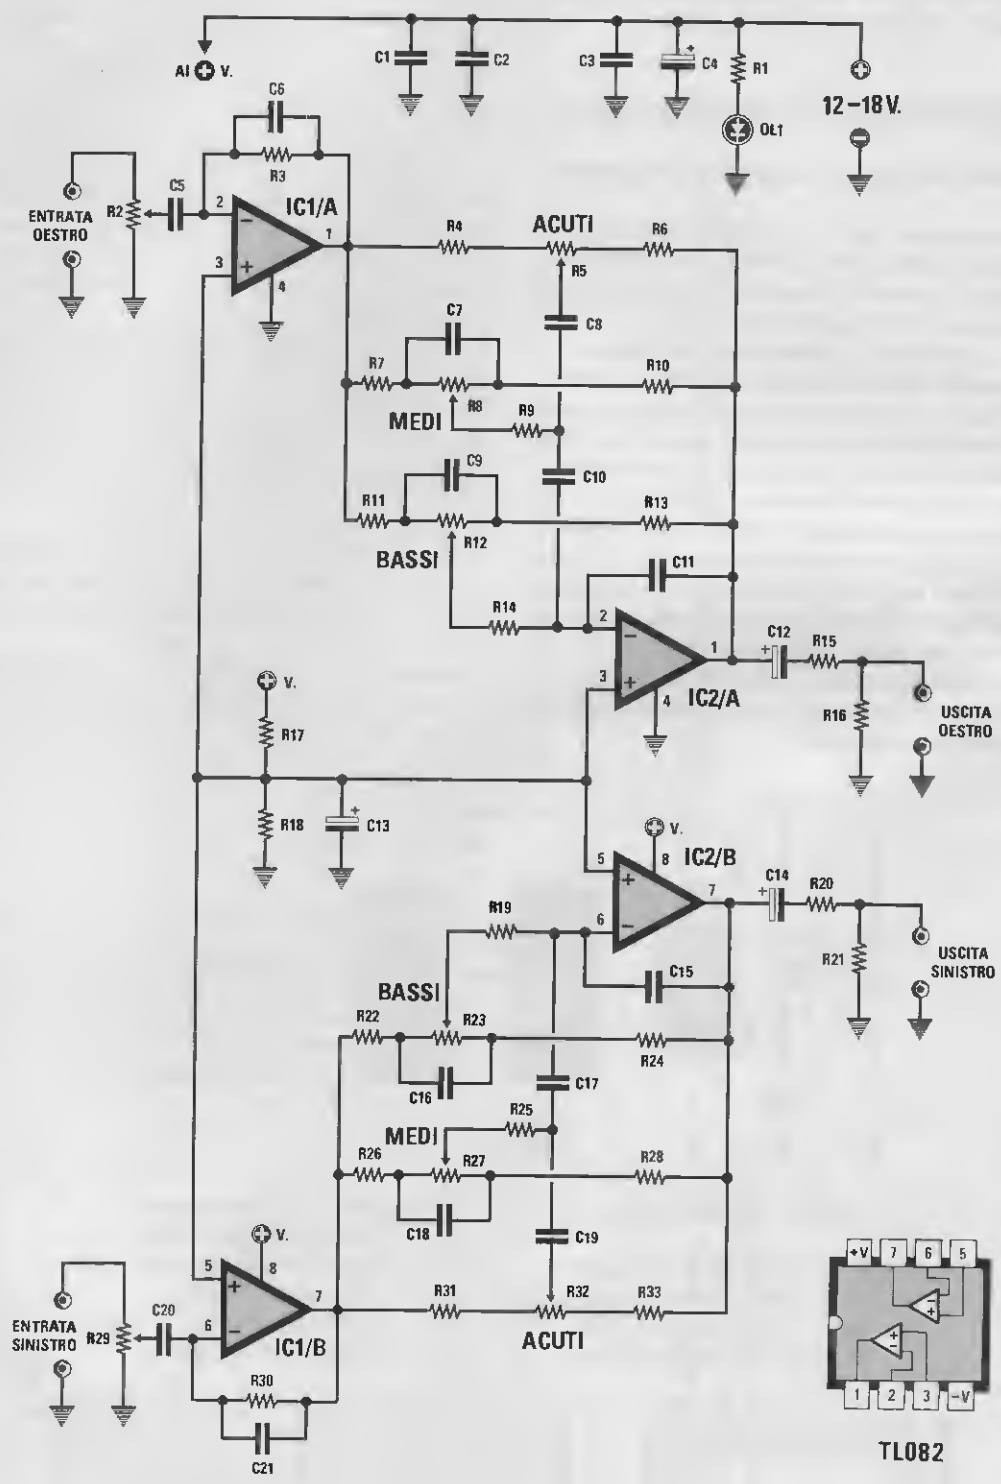 AI + V.
C1
C2
C3
+
C4
R1
DL1
+
12-18V.
-
C6
R3
C5
R2
ENTRATA
DESTRO
2
-
IC1/A
1
3
+
4
R4
ACUTI
R6
R5
C8
C7
R7
R8
R10
MEDI
R9
C9
C10
R11
R12
R13
BASSI
C11
R14
2
-
1
3
+
4
IC2/A
C12
+
R15
R16
USCITA
DESTRO
+ V.
R17
R18
+
C13
+ V.
8
IC2/B
5
+
7
6
-
C14
+
R20
R21
USCITA
SINISTRO
R19
C15
BASSI
R22
R23
R24
C16
C17
R25
MEDI
R26
R27
R28
C18
C19
+ V.
8
5
+
7
6
-
IC1/B
R31
R32
R33
ACUTI
ENTRATA
SINISTRO
R29
C20
R30
C21
+V
7
6
5
-
+
+
-
1
2
3
-V
TL082